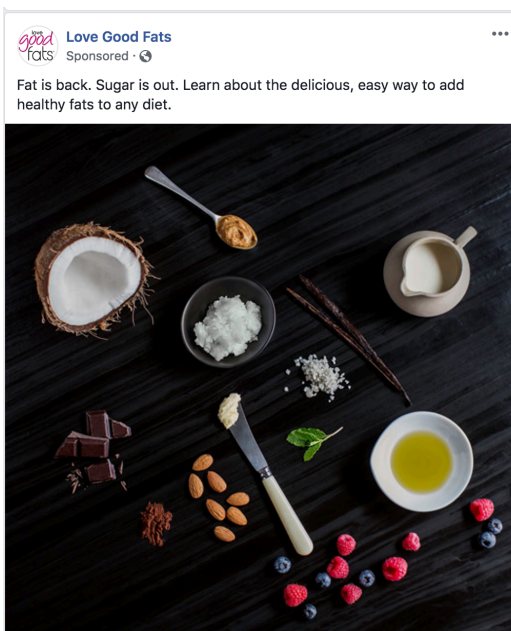 love
good
fats
Love Good Fats
Sponsored ·
Fat is back. Sugar is out. Learn about the delicious, easy way to add
healthy fats to any diet.